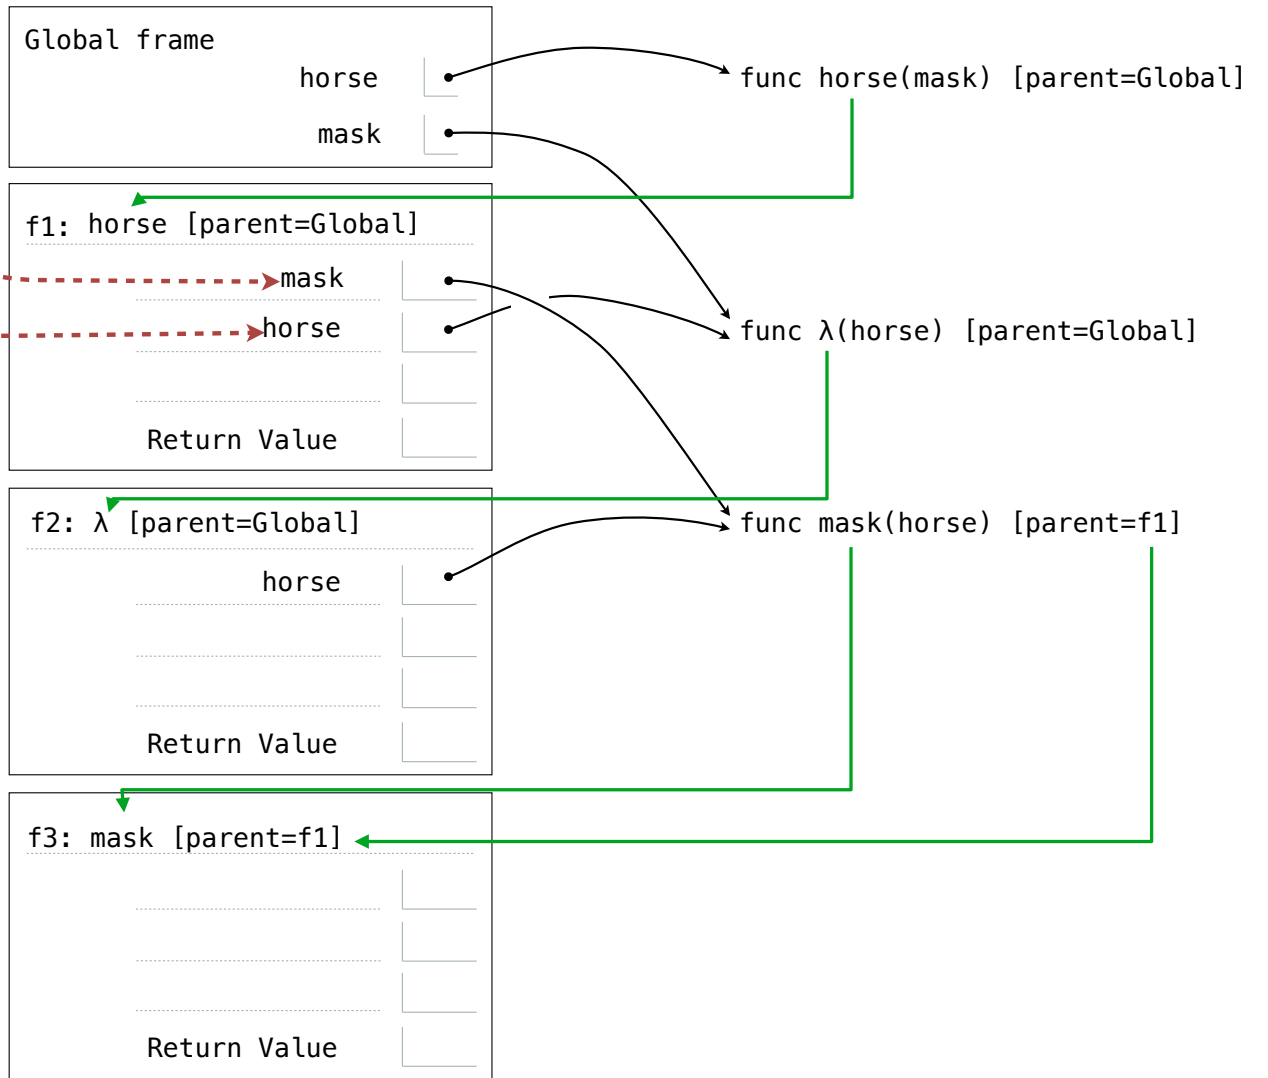 Global frame
horse
func horse(mask) [parent=Global]
mask
f1: horse [parent=Global]
mask
horse
func λ(horse) [parent=Global]
Return Value
f2: λ [parent=Global]
func mask(horse) [parent=f1]
horse
Return Value
f3: mask [parent=f1]
Return Value